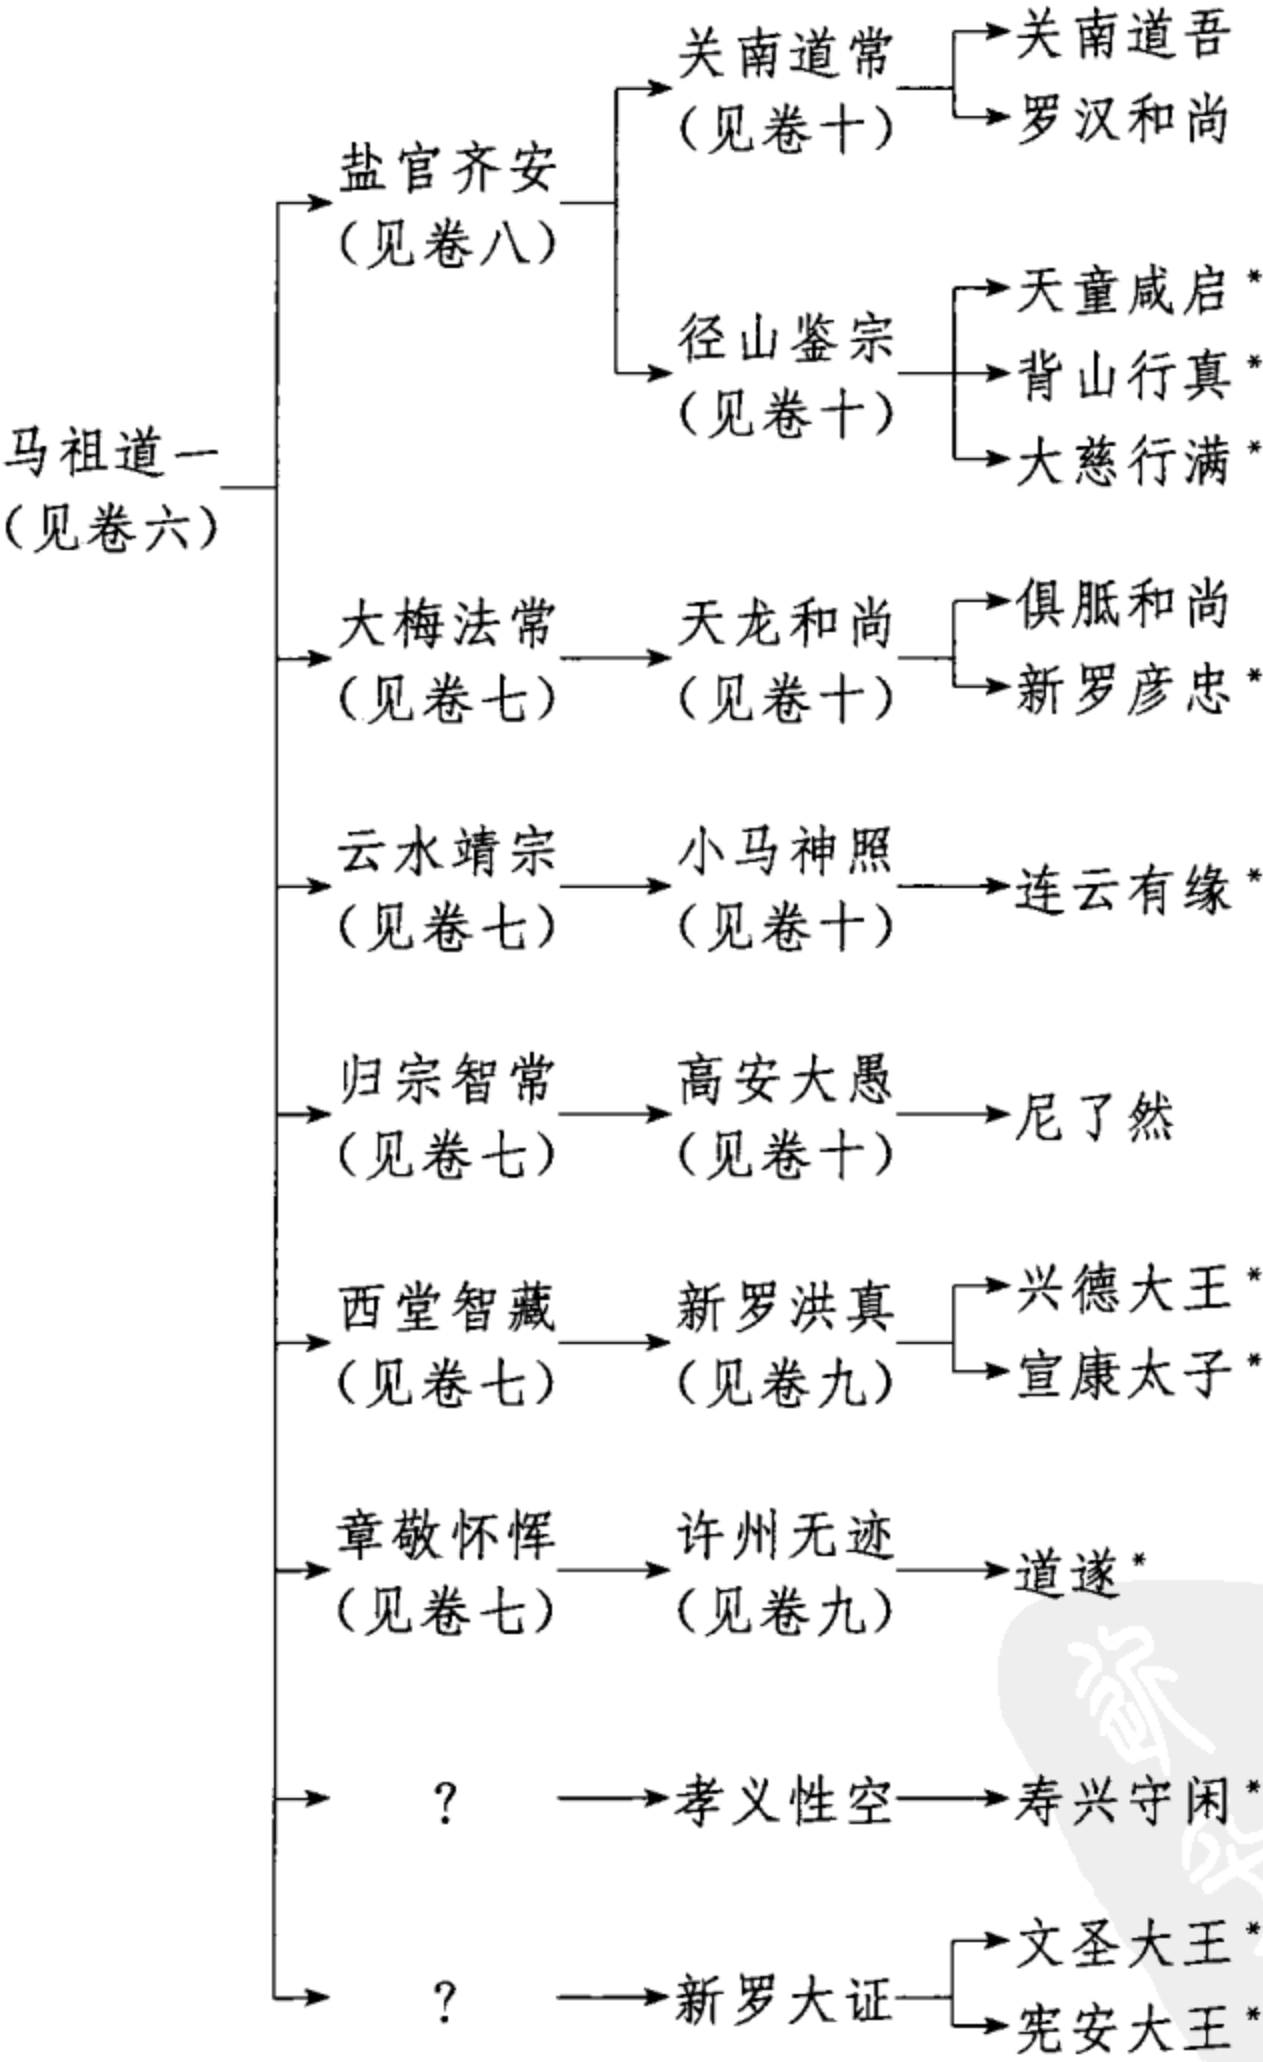 马祖道一
（见卷六）
盐官齐安
（见卷八）
关南道常
（见卷十）
关南道吾
罗汉和尚
径山鉴宗
（见卷十）
天童咸启*
背山行真*
大慈行满*
大梅法常
（见卷七）
天龙和尚
（见卷十）
俱胝和尚
新罗彦忠*
云水靖宗
（见卷七）
小马神照
（见卷十）
连云有缘*
归宗智常
（见卷七）
高安大愚
（见卷十）
尼了然
西堂智藏
（见卷七）
新罗洪真
（见卷九）
兴德大王*
宣康太子*
章敬怀恽
（见卷七）
许州无迹
（见卷九）
道遂*
？
孝义性空
寿兴守闲*
？
新罗大证
文圣大王*
宪安大王*